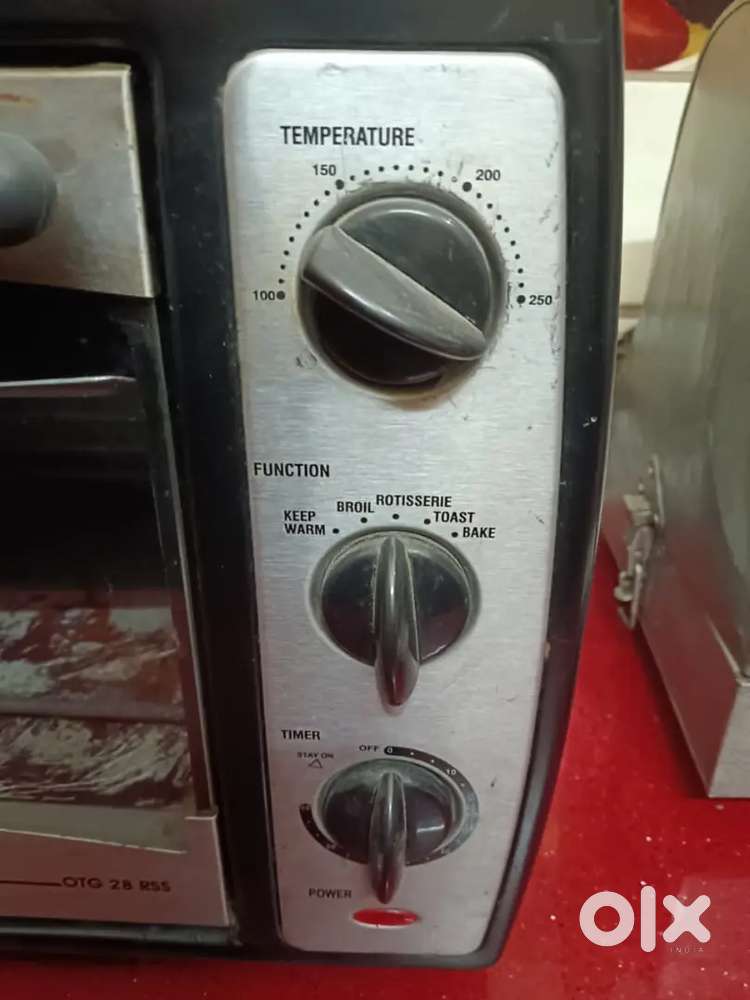 TEMPERATURE
150
200
100
250
FUNCTION
ROTISSERIE
BROIL
TOAST
KEEP
WARM
BAKE
TIMER
OFF 0
STAY ON
10
POWER
OTG 28 RSS
olx
INDIA